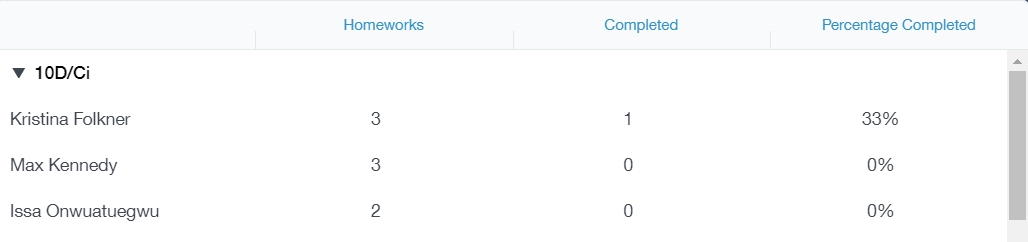 Homeworks Completed Percentage Completed
10D/Ci
Kristina Folkner 3 1 33%
Max Kennedy 3 0 0%
Issa Onwuatuegwu 2 0 0%